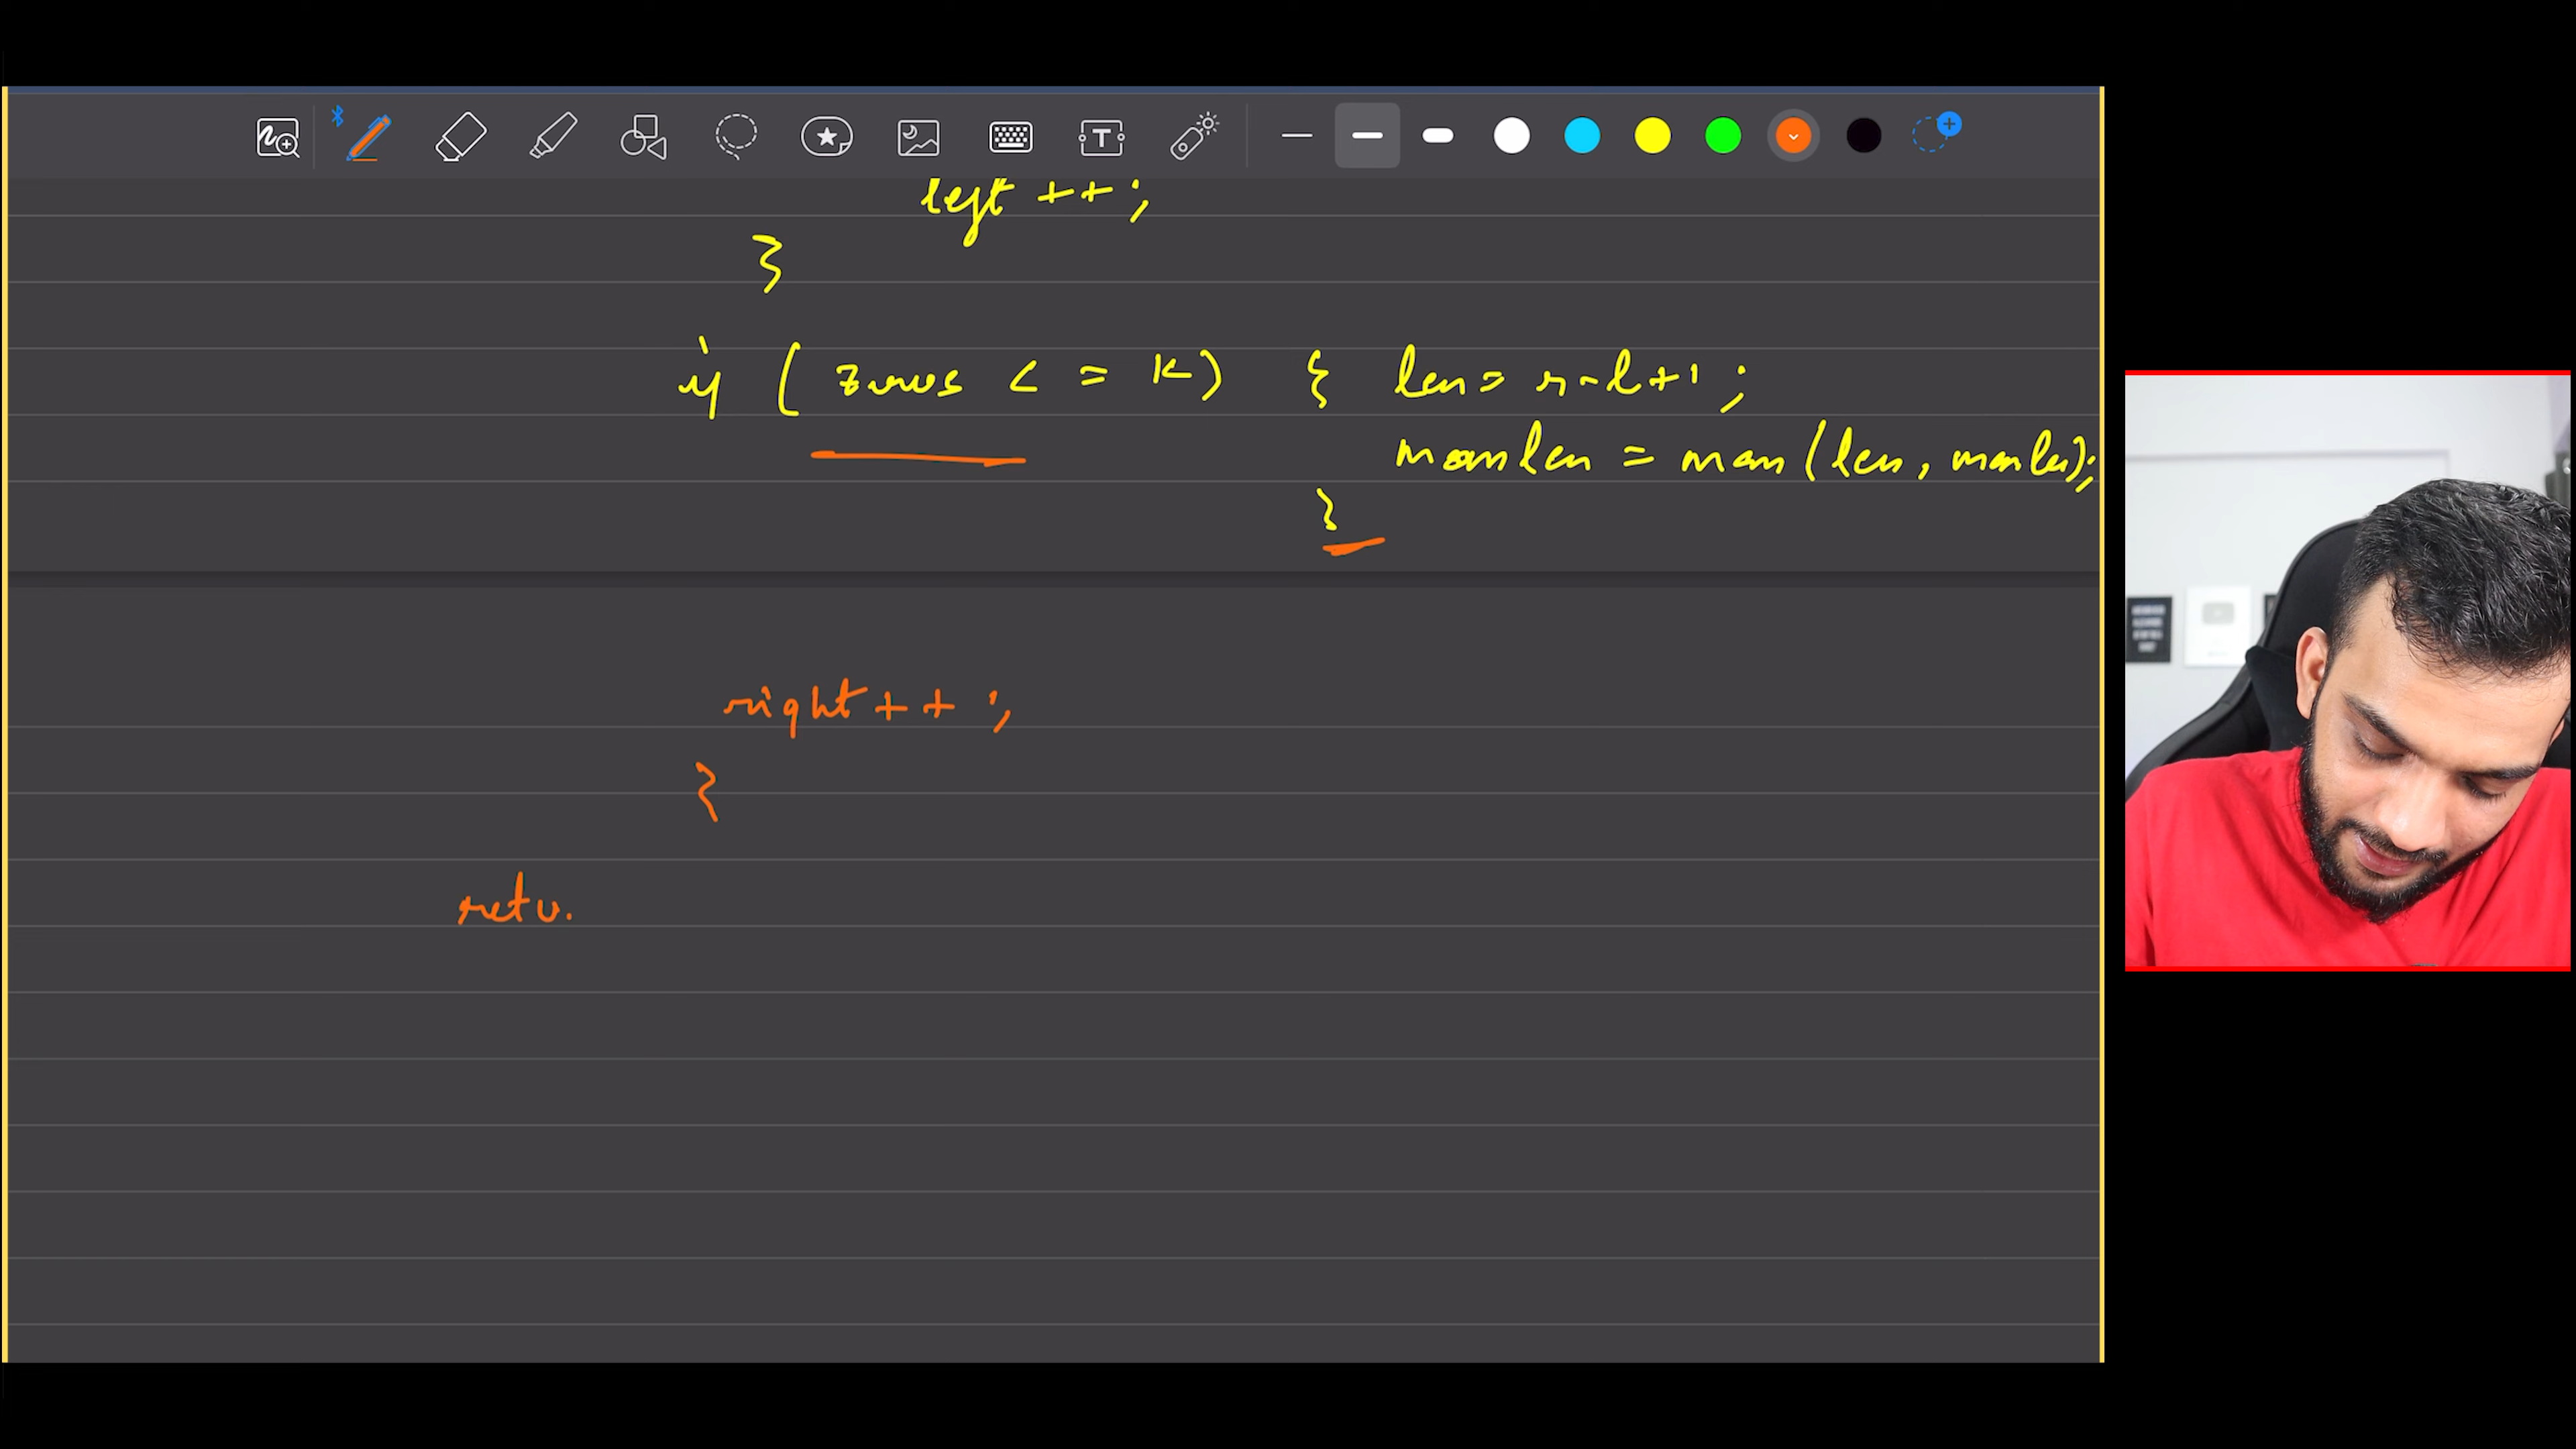 left ++ ;
}
if ( zeros < = K) { len = r-l+1 ;
maxlen = max (len, maxlen);
}
right++ ;
}
retu